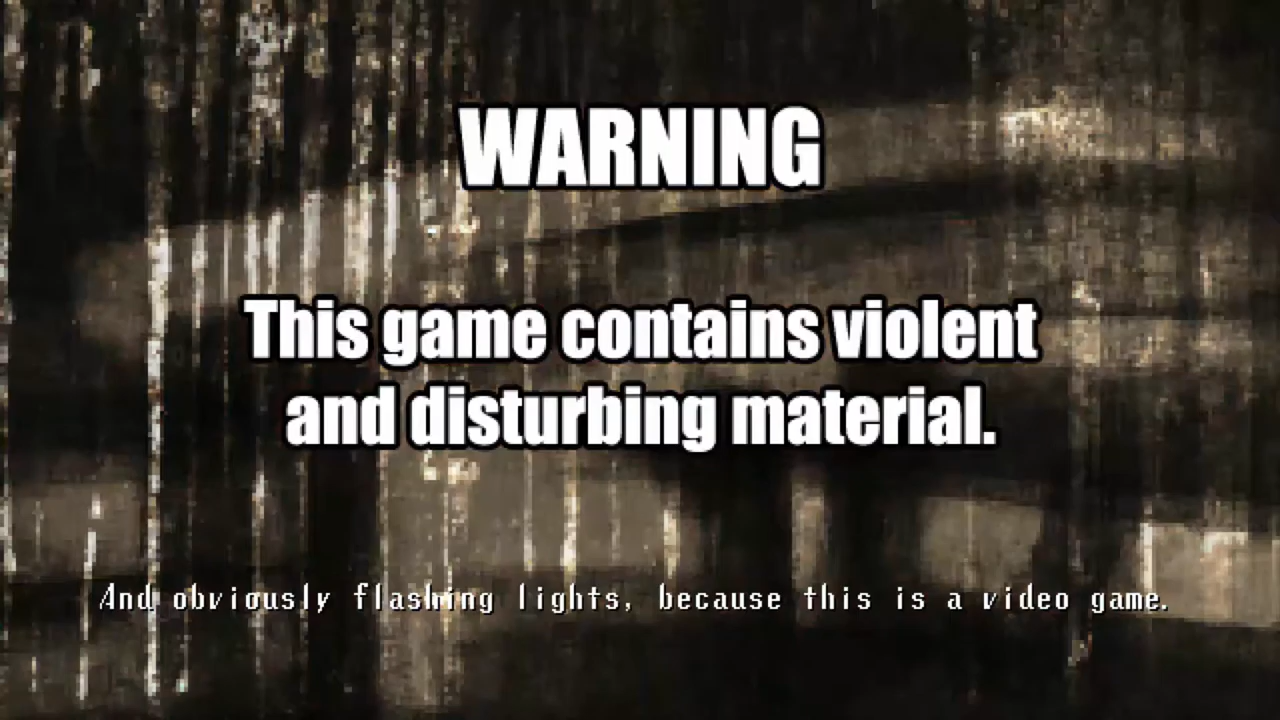 WARNING
This game contains violent
and disturbing material.
And obviously flashing lights, because this is a video game.